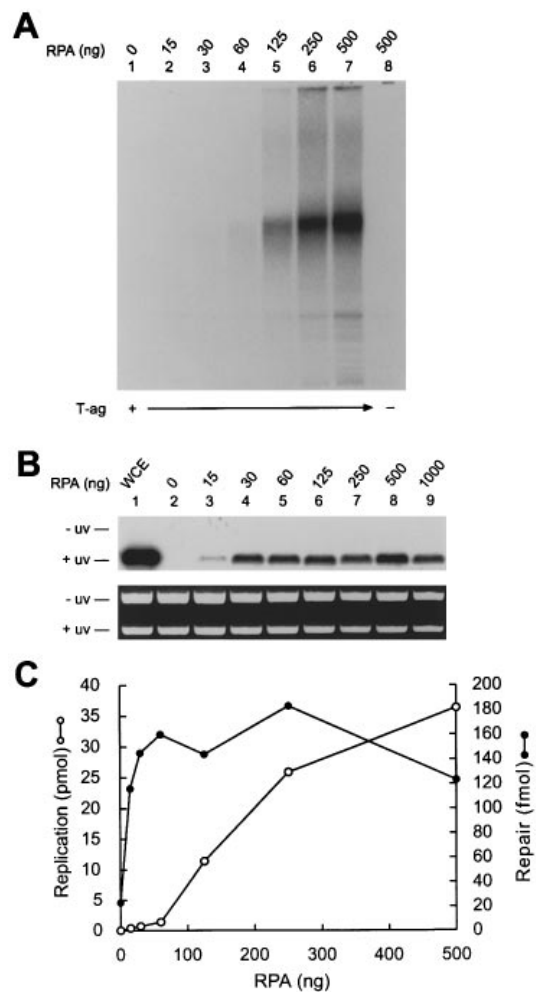 A
RPA (ng) 0 15 30 60 125 250 500 500
1 2 3 4 5 6 7 8
T-ag + –
B
RPA (ng) WCE 0 15 30 60 125 250 500 1000
1 2 3 4 5 6 7 8 9
- uv —
+ uv —
- uv —
+ uv —
C
Replication (pmol)
40
35
30
25
20
15
10
5
0
200
180
160
140
120
100
80
60
40
20
0
Repair (fmol)
0 100 200 300 400 500
RPA (ng)